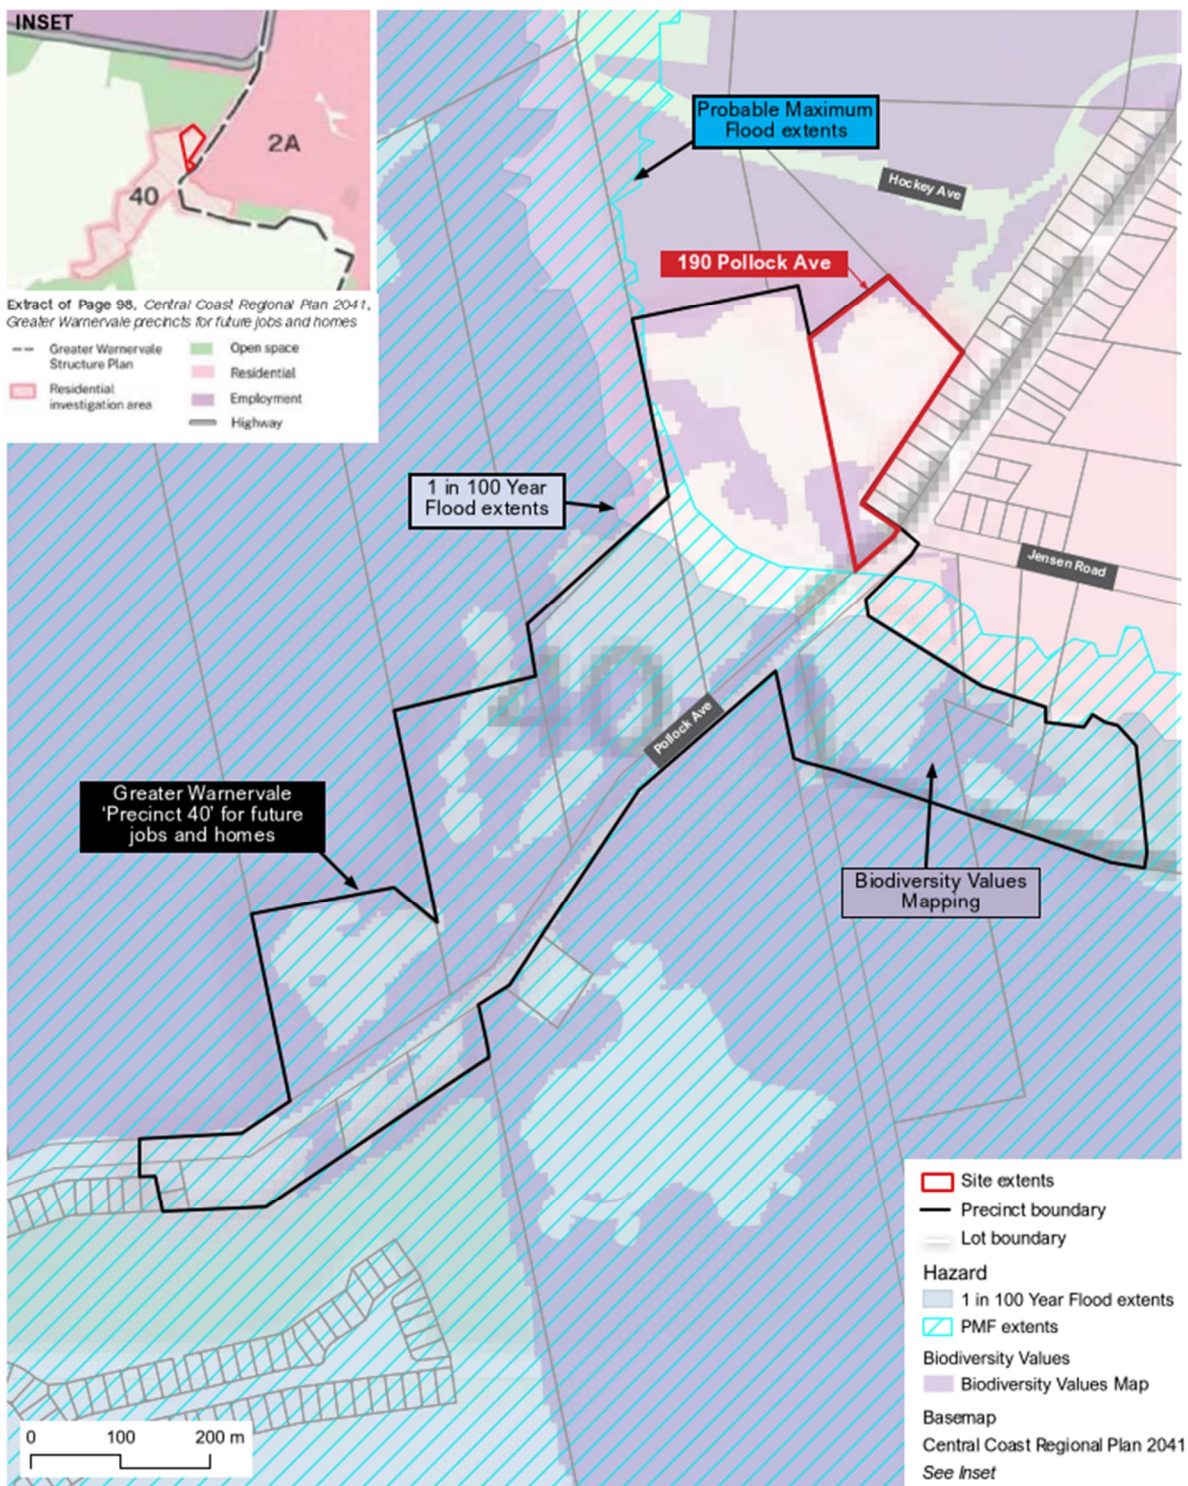 INSET
2A
40
Extract of Page 98, Central Coast Regional Plan 2041,
Greater Warnervale precincts for future jobs and homes
Greater Warnervale
Structure Plan
Residential
investigation area
Open space
Residential
Employment
Highway
Probable Maximum
Flood extents
Hockey Ave
190 Pollock Ave
1 in 100 Year
Flood extents
Jensen Road
40
Pollock Ave
Greater Warnervale
‘Precinct 40’ for future
jobs and homes
Biodiversity Values
Mapping
Site extents
Precinct boundary
Lot boundary
Hazard
1 in 100 Year Flood extents
PMF extents
Biodiversity Values
Biodiversity Values Map
Basemap
Central Coast Regional Plan 2041
See Inset
0 100 200 m